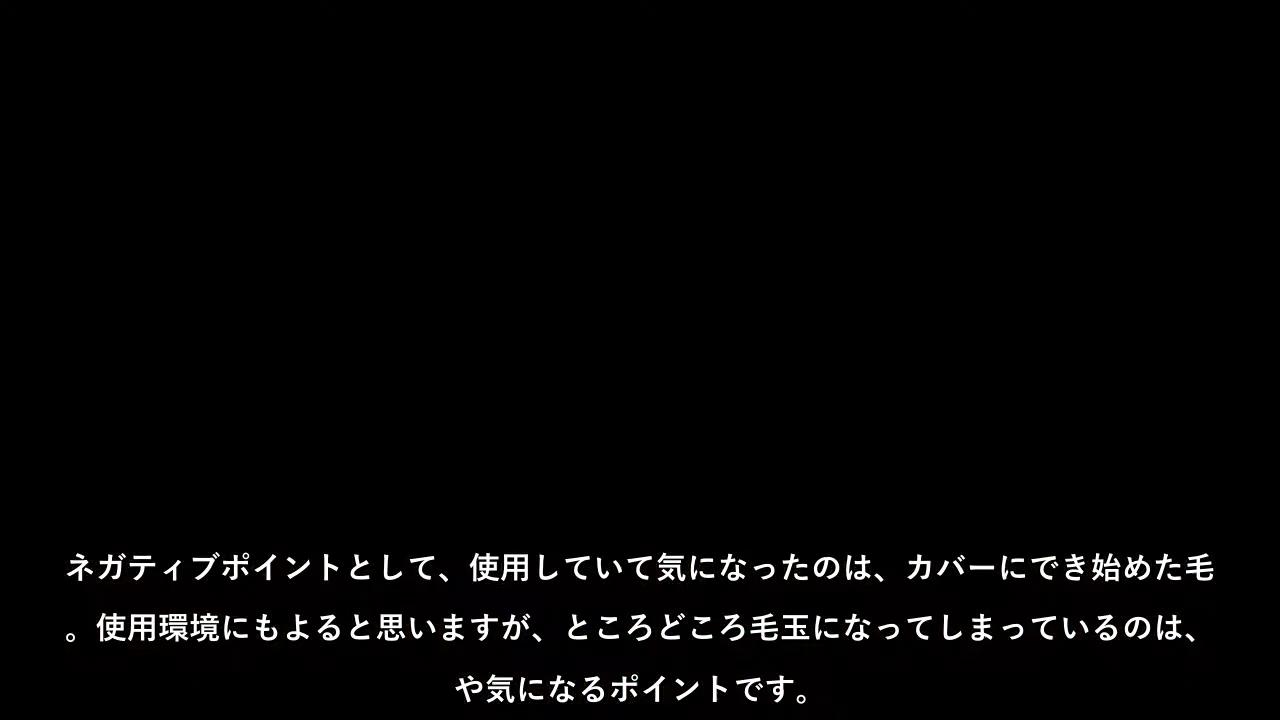 ネガティブポイントとして、使用していて気になったのは、カバーにでき始めた毛
。使用環境にもよると思いますが、ところどころ毛玉になってしまっているのは、
や気になるポイントです。